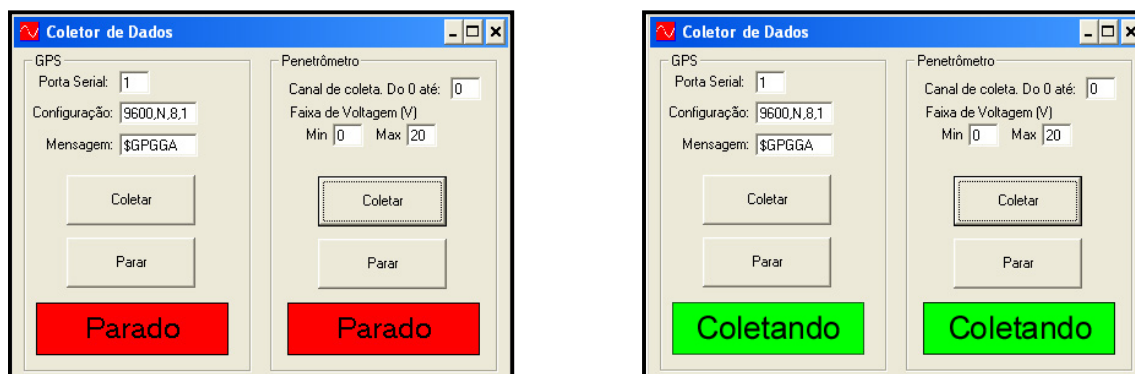 Coletor de Dados
GPS
Porta Serial: 1
Configuração: 9600,N,8,1
Mensagem: $GPGGA
Coletar
Parar
Parado
Penetrômetro
Canal de coleta. Do 0 até: 0
Faixa de Voltagem (V)
Min 0 Max 20
Coletar
Parar
Parado
Coletor de Dados
GPS
Porta Serial: 1
Configuração: 9600,N,8,1
Mensagem: $GPGGA
Coletar
Parar
Coletando
Penetrômetro
Canal de coleta. Do 0 até: 0
Faixa de Voltagem (V)
Min 0 Max 20
Coletar
Parar
Coletando